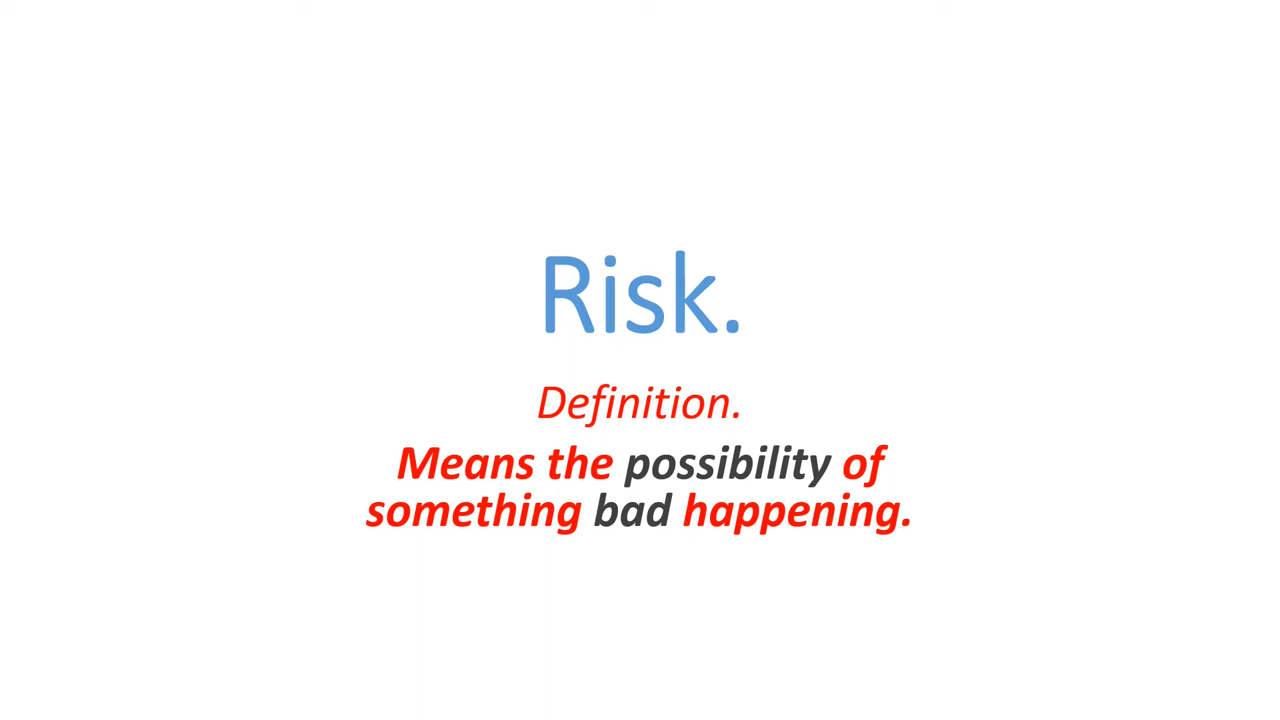 Risk.
Definition.
Means the possibility of
something bad happening.